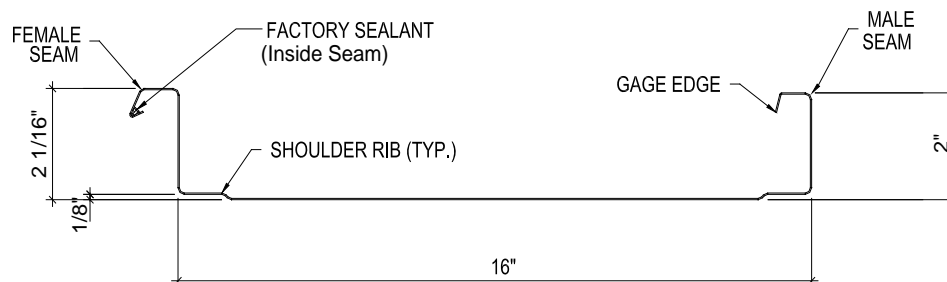 FEMALE
SEAM
FACTORY SEALANT
(Inside Seam)
MALE
SEAM
GAGE EDGE
2 1/16"
SHOULDER RIB (TYP.)
2"
1/8"
16"